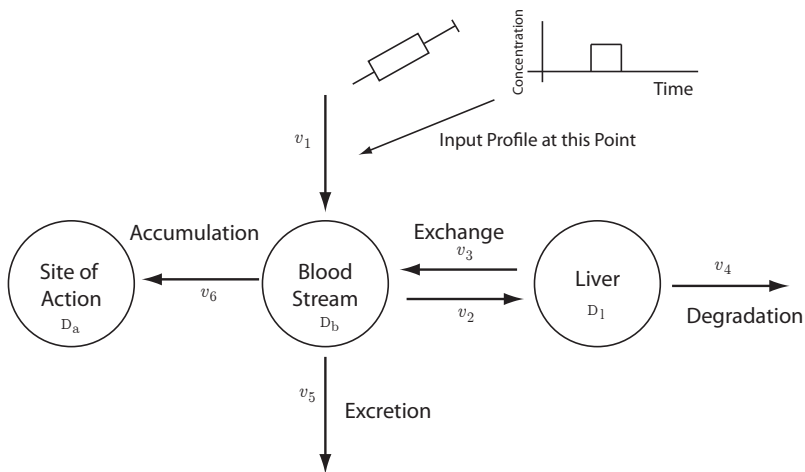 Concentration
Time
v1
Input Profile at this Point
Accumulation
Exchange
Site of
Action
Da
v6
Blood
Stream
Db
v3
v2
Liver
Dl
v4
Degradation
v5
Excretion